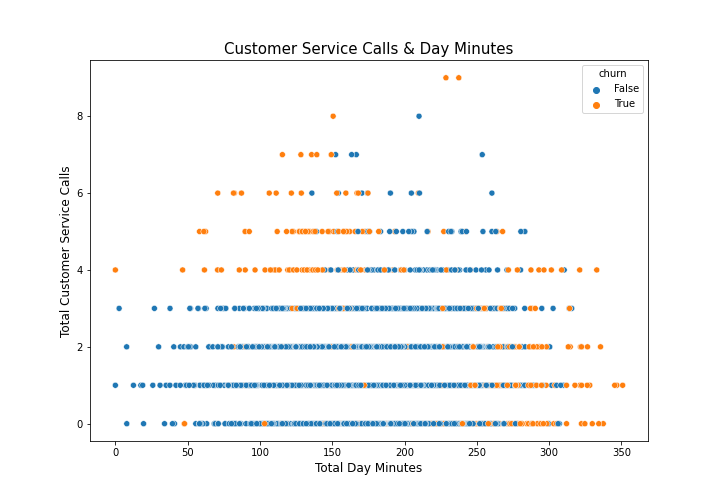 Customer Service Calls & Day Minutes
churn
False
True
Total Customer Service Calls
8
6
4
2
0
0 50 100 150 200 250 300 350
Total Day Minutes